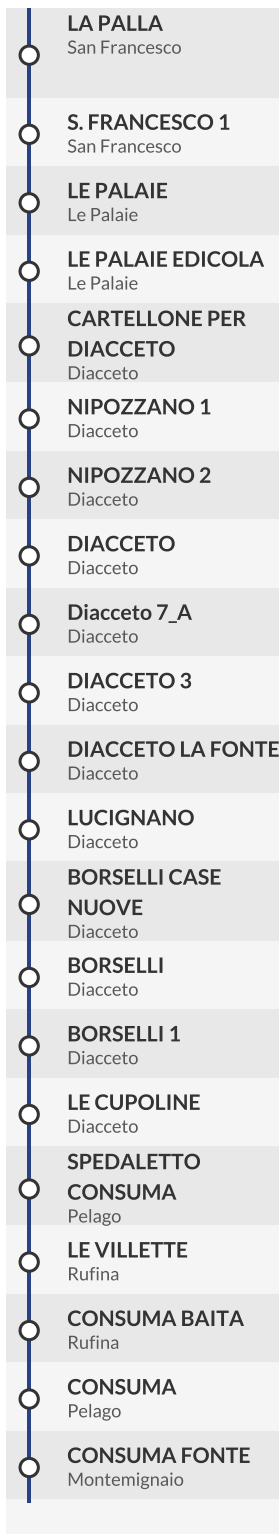 LA PALLA
San Francesco
S. FRANCESCO 1
San Francesco
LE PALAIE
Le Palaie
LE PALAIE EDICOLA
Le Palaie
CARTELLONE PER
DIACCETO
Diacceto
NIPOZZANO 1
Diacceto
NIPOZZANO 2
Diacceto
DIACCETO
Diacceto
Diacceto 7_A
Diacceto
DIACCETO 3
Diacceto
DIACCETO LA FONTE
Diacceto
LUCIGNANO
Diacceto
BORSELLI CASE
NUOVE
Diacceto
BORSELLI
Diacceto
BORSELLI 1
Diacceto
LE CUPOLINE
Diacceto
SPEDALETTO
CONSUMA
Pelago
LE VILLETTE
Rufina
CONSUMA BAITA
Rufina
CONSUMA
Pelago
CONSUMA FONTE
Montemignaio